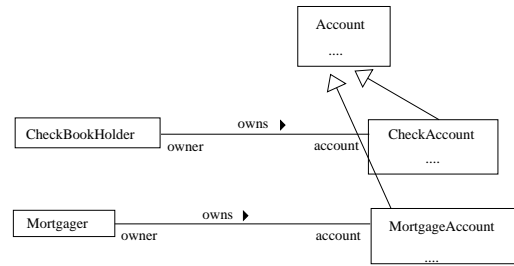 Account
....
owns
CheckBookHolder
CheckAccount
owner
account
....
owns
Mortgager
MortgageAccount
owner
account
....